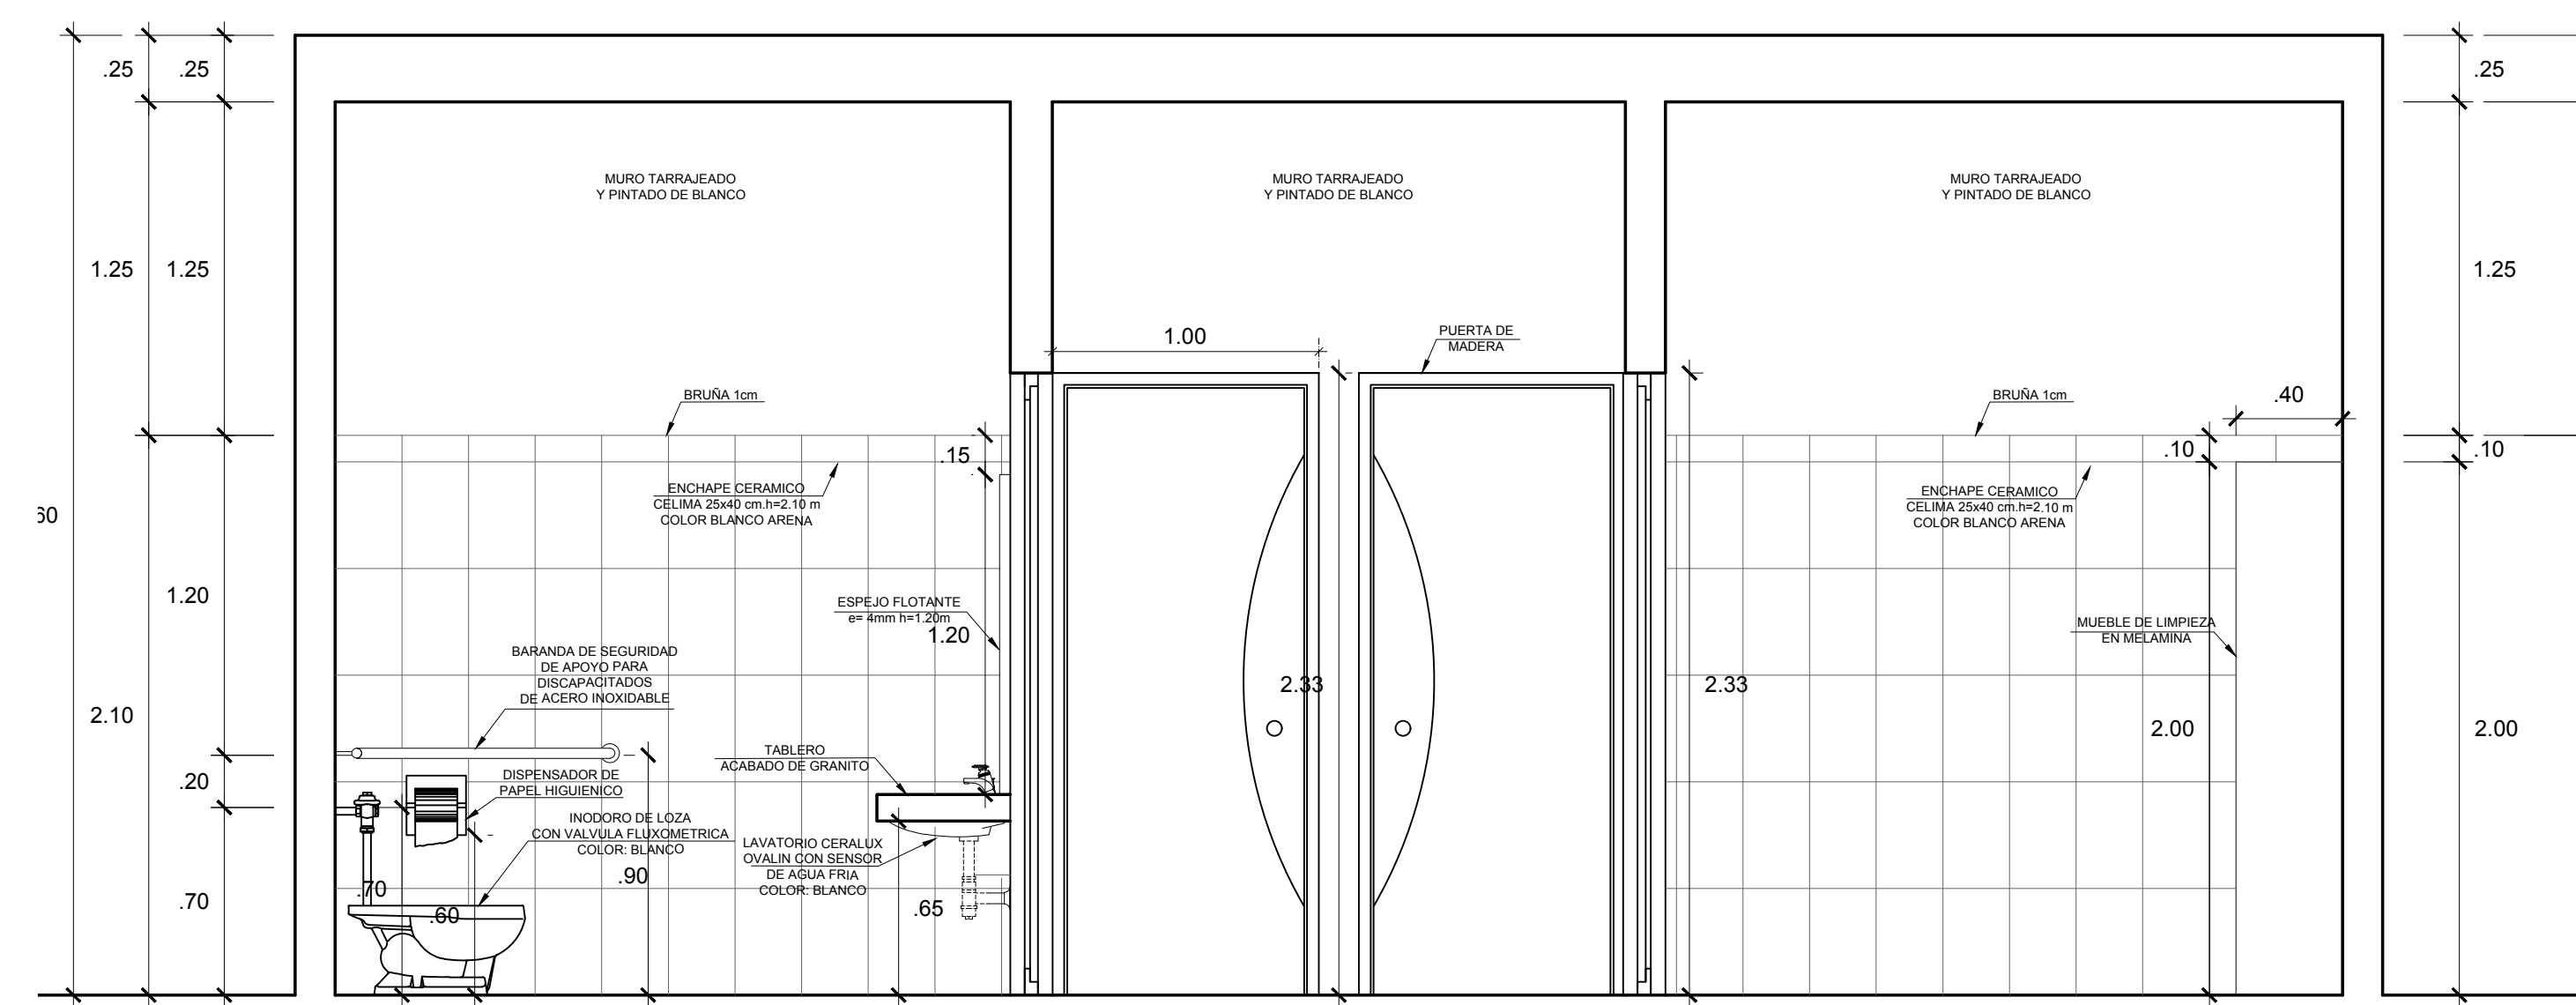 .25
.25
.25
MURO TARRAJEADO
Y PINTADO DE BLANCO
MURO TARRAJEADO
Y PINTADO DE BLANCO
MURO TARRAJEADO
Y PINTADO DE BLANCO
1.25
1.25
1.25
1.00
PUERTA DE
MADERA
BRUÑA 1cm
BRUÑA 1cm
.40
.15
.10
.10
ENCHAPE CERAMICO
CELIMA 25x40 cm.h=2.10 m
COLOR BLANCO ARENA
ENCHAPE CERAMICO
CELIMA 25x40 cm.h=2.10 m
COLOR BLANCO ARENA
60
1.20
ESPEJO FLOTANTE
e= 4mm h=1.20m
1.20
MUEBLE DE LIMPIEZA
EN MELAMINA
BARANDA DE SEGURIDAD
DE APOYO PARA
DISCAPACITADOS
DE ACERO INOXIDABLE
2.33
2.33
2.10
2.00
2.00
TABLERO
ACABADO DE GRANITO
.20
DISPENSADOR DE
PAPEL HIGUIENICO
INODORO DE LOZA
CON VALVULA FLUXOMETRICA
COLOR: BLANCO
LAVATORIO CERALUX
OVALIN CON SENSOR
DE AGUA FRIA
COLOR: BLANCO
.70
.70
.60
.90
.65